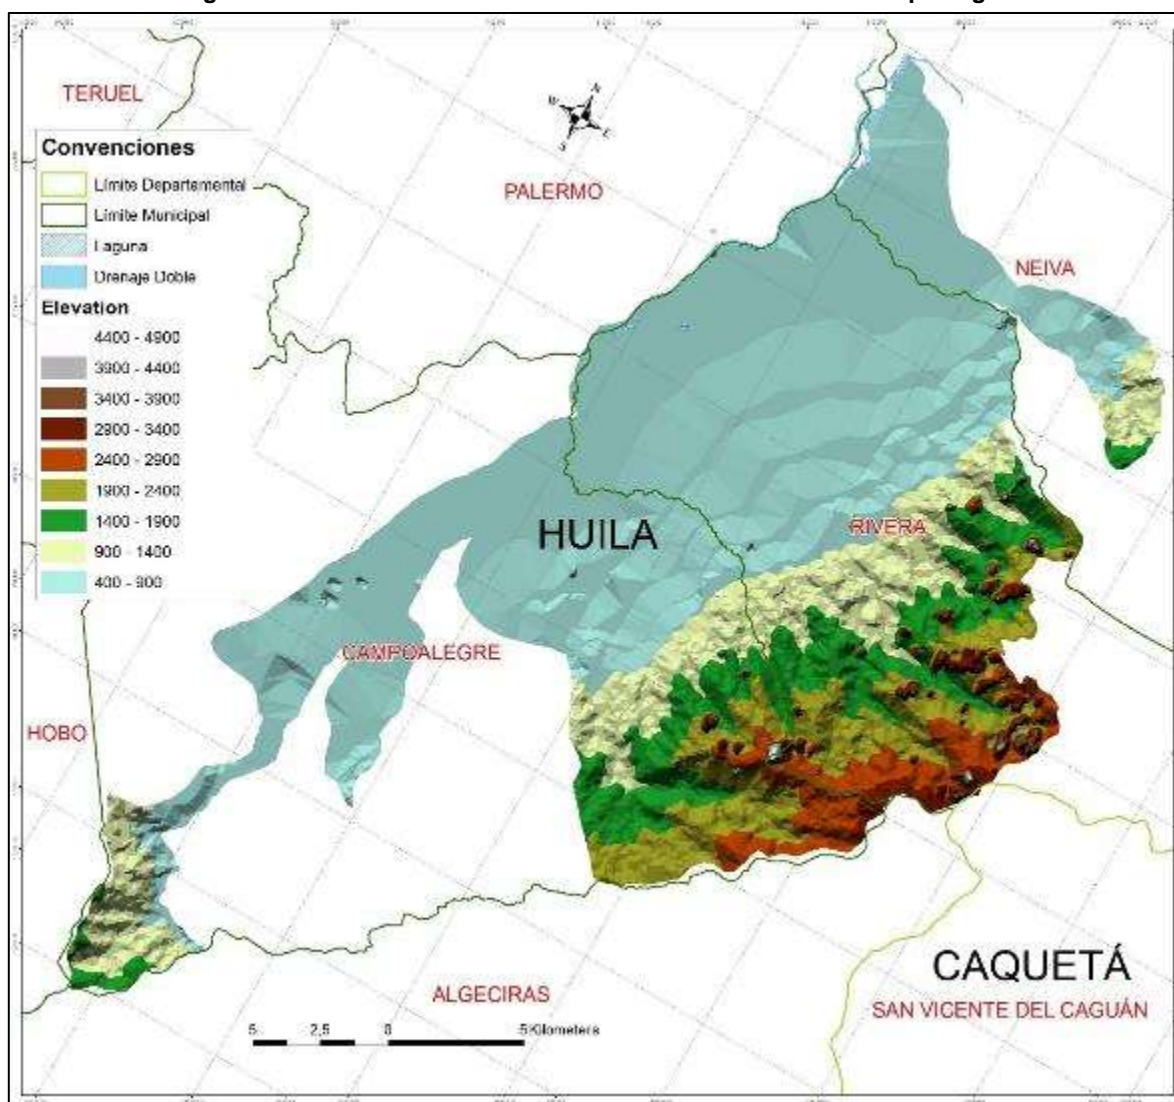 TERUEL
Convenciones
Límite Departamental
Límite Municipal
Laguna
Drenaje Doble
Elevation
4400 - 4900
3900 - 4400
3400 - 3900
2900 - 3400
2400 - 2900
1900 - 2400
1400 - 1900
900 - 1400
400 - 900
N
W
E
S
PALERMO
NEIVA
HUILA
RIVERA
CAMPOALEGRE
HOBO
CAQUETÁ
ALGECIRAS
SAN VICENTE DEL CAGUÁN
5 2,5 0 5 Kilometers